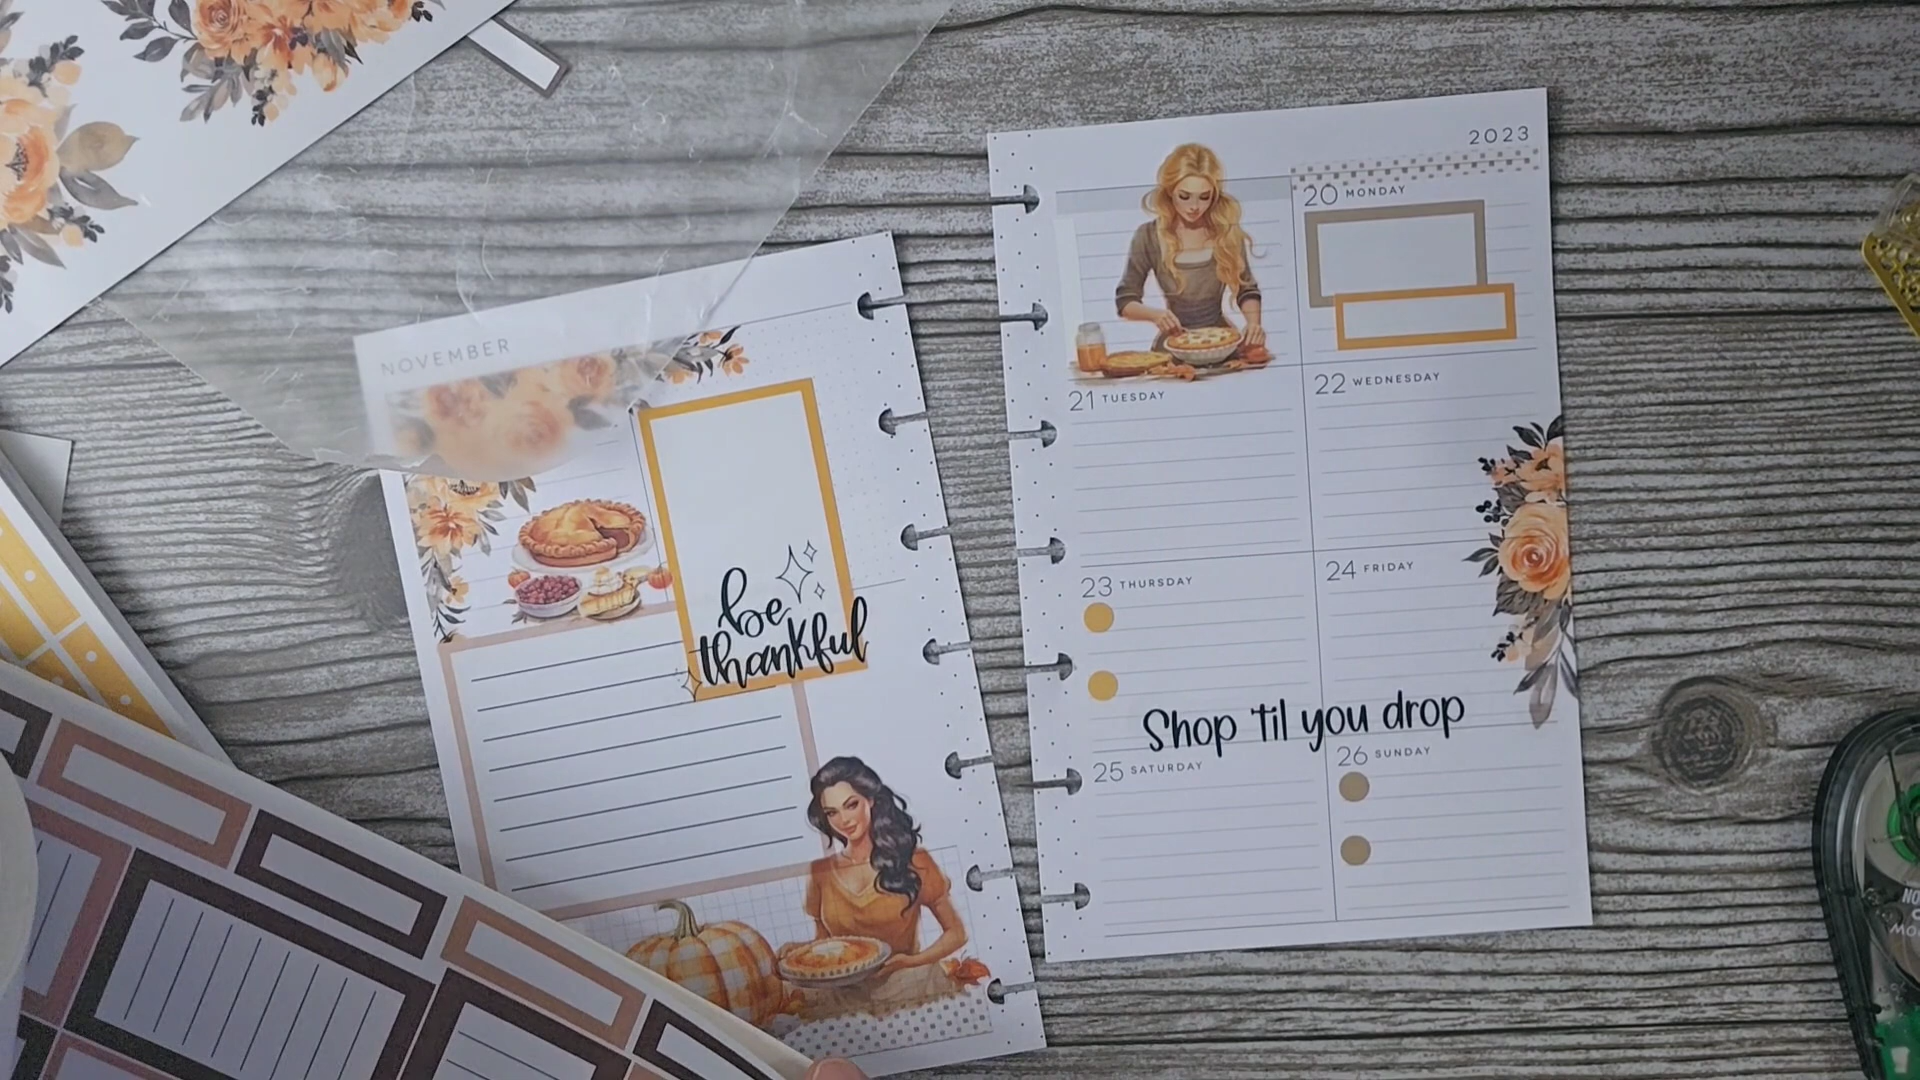 NOVEMBER
be
thankful
2023
20 MONDAY
21 TUESDAY
22 WEDNESDAY
23 THURSDAY
24 FRIDAY
Shop 'til you drop
25 SATURDAY
26 SUNDAY